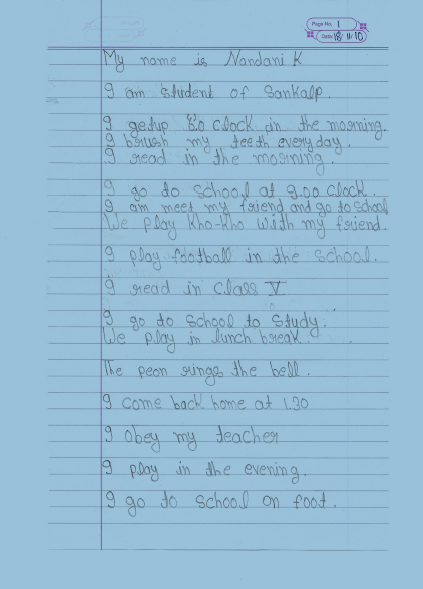 Page No. 1
Date 18 11 10
My name is Nandani K
I am student of Sankalp.
I getup 8:0 clock in the morning.
I brush my teeth everyday.
I read in the morning.
I go to school at 9.00 clock.
I am meet my friend and go to school
We play kho-kho with my friend.
I play football in the school.
I read in class V
I go to school to study.
We play in lunch break.
The peon rings the bell.
I come back home at 1.30
I obey my teacher
I play in the evening.
I go to school on foot.